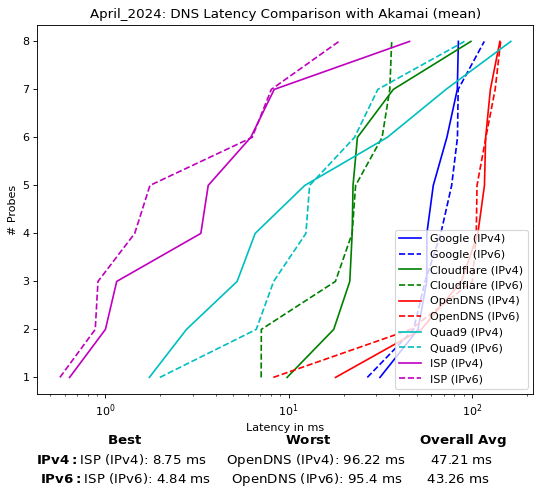 April_2024: DNS Latency Comparison with Akamai (mean)
8
7
6
5
4
3
2
1
# Probes
Google (IPv4)
Google (IPv6)
Cloudflare (IPv4)
Cloudflare (IPv6)
OpenDNS (IPv4)
OpenDNS (IPv6)
Quad9 (IPv4)
Quad9 (IPv6)
ISP (IPv4)
ISP (IPv6)
10⁰ 10¹ 10²
Latency in ms
Best Worst Overall Avg
IPv4: ISP (IPv4): 8.75 ms OpenDNS (IPv4): 96.22 ms 47.21 ms
IPv6: ISP (IPv6): 4.84 ms OpenDNS (IPv6): 95.4 ms 43.26 ms